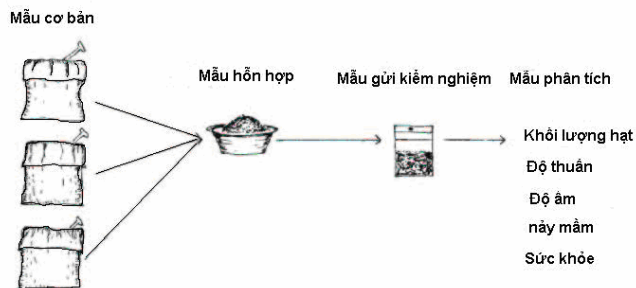 Mẫu cơ bản
Mẫu hỗn hợp
Mẫu gửi kiểm nghiệm
Mẫu phân tích
Khối lượng hạt
Độ thuần
Độ ẩm
nảy mầm
Sức khỏe